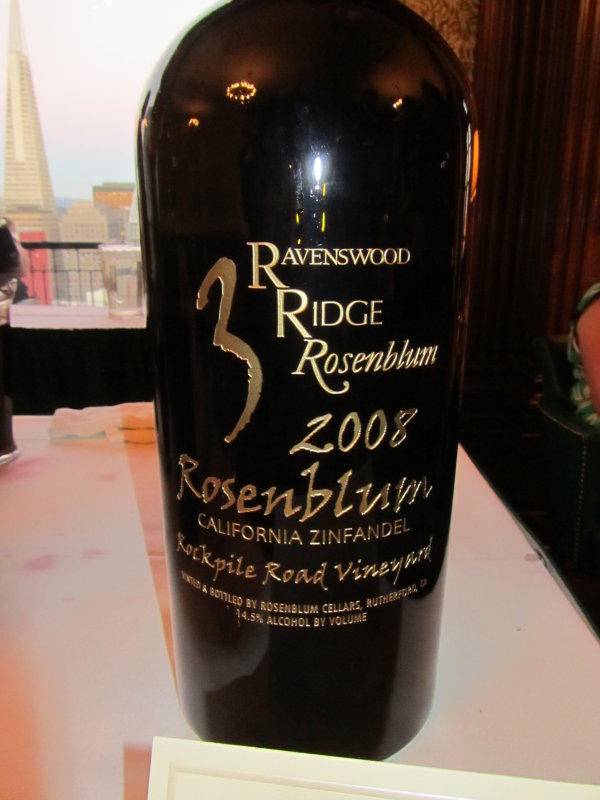 3
RAVENSWOOD
RIDGE
Rosenblum
2008
Rosenblum
CALIFORNIA ZINFANDEL
Rockpile Road Vineyard
VINTED & BOTTLED BY ROSENBLUM CELLARS, RUTHERFORD, CA
14.5% ALCOHOL BY VOLUME